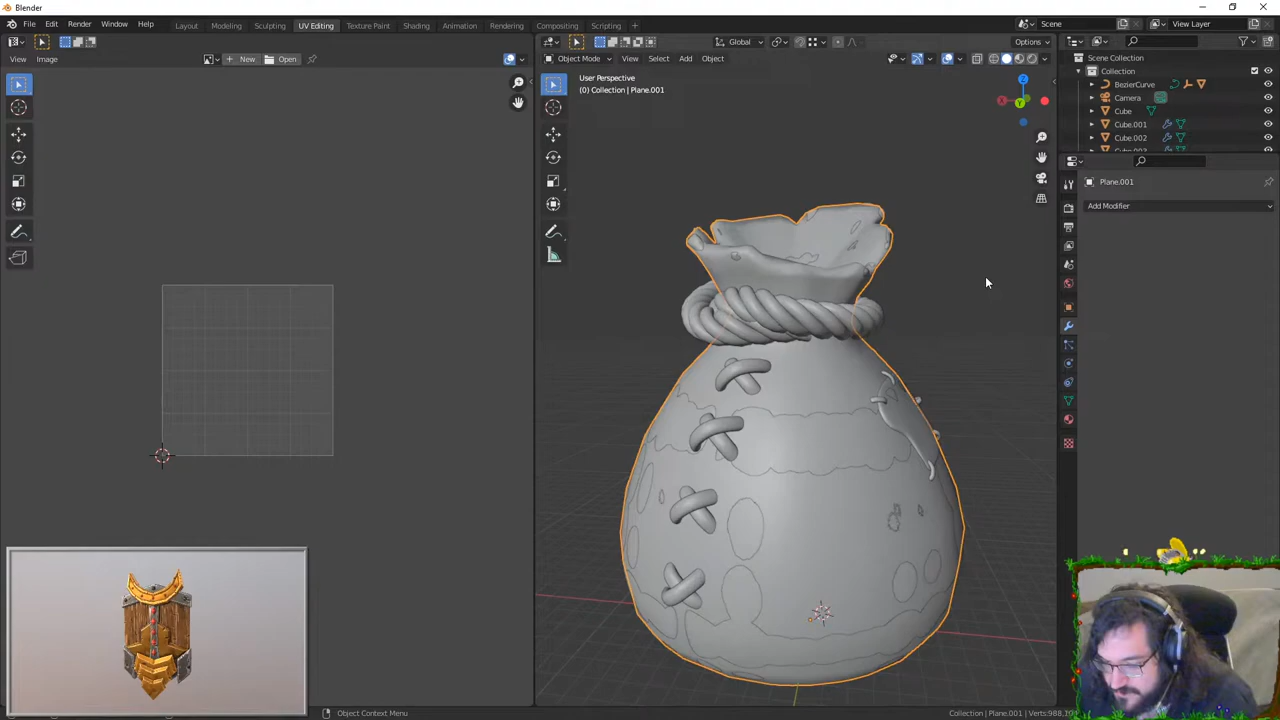 Blender
File Edit Render Window Help Layout Modeling Sculpting UV Editing Texture Paint Shading Animation Rendering Compositing Scripting + Scene View Layer
Global Options
View Image New Open Object Mode View Select Add Object
User Perspective
(0) Collection | Plane.001
Scene Collection
Collection
BezierCurve
Camera
Cube
Cube.001
Cube.002
Plane.001
Add Modifier
X
Y
Z
Object Context Menu
Collection | Plane.001 | Verts:988,1